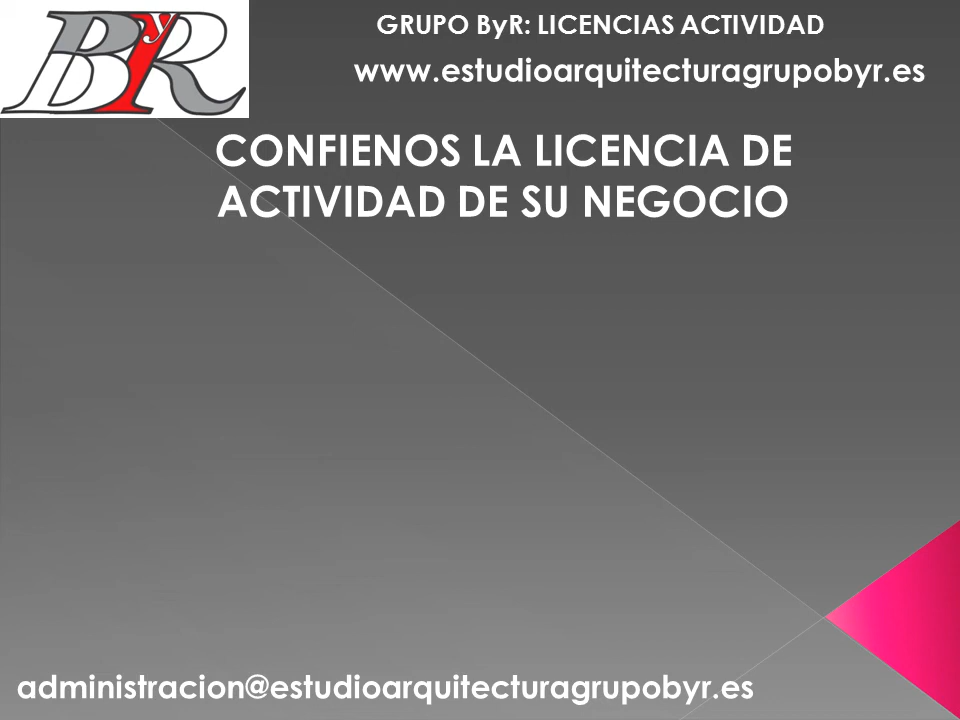 ByR
GRUPO ByR: LICENCIAS ACTIVIDAD
www.estudioarquitecturagrupobyr.es
CONFIENOS LA LICENCIA DE
ACTIVIDAD DE SU NEGOCIO
administracion@estudioarquitecturagrupobyr.es